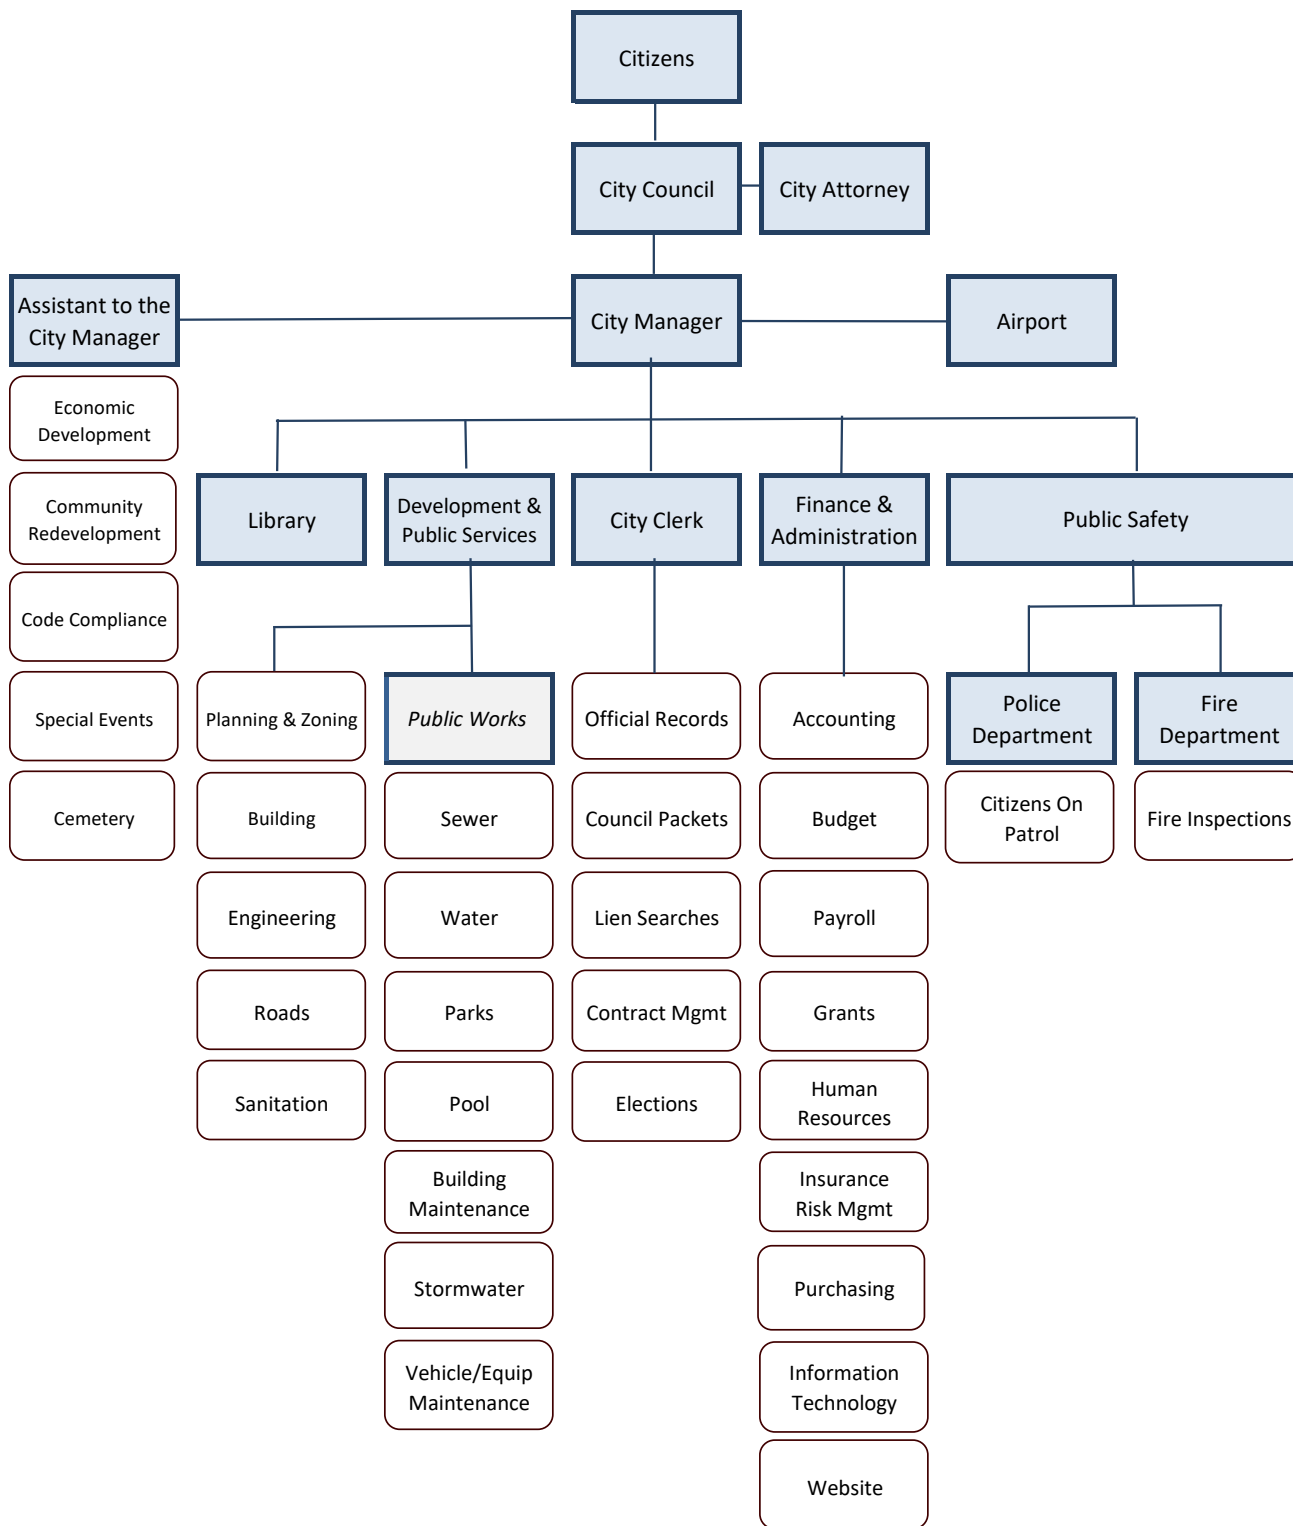 Citizens
City Council
City Attorney
Assistant to the
City Manager
City Manager
Airport
Economic
Development
Community
Redevelopment
Code Compliance
Special Events
Cemetery
Library
Development &
Public Services
City Clerk
Finance &
Administration
Public Safety
Planning & Zoning
Building
Engineering
Roads
Sanitation
Public Works
Sewer
Water
Parks
Pool
Building
Maintenance
Stormwater
Vehicle/Equip
Maintenance
Official Records
Council Packets
Lien Searches
Contract Mgmt
Elections
Accounting
Budget
Payroll
Grants
Human
Resources
Insurance
Risk Mgmt
Purchasing
Information
Technology
Website
Police
Department
Citizens On
Patrol
Fire
Department
Fire Inspections